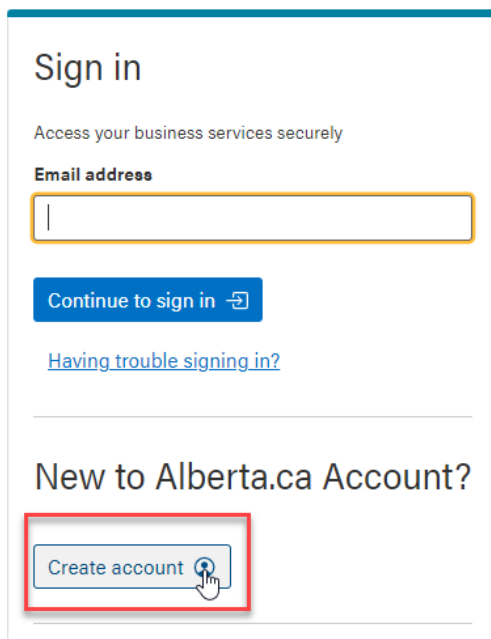 Sign in
Access your business services securely
Email address
Continue to sign in
Having trouble signing in?
New to Alberta.ca Account?
Create account